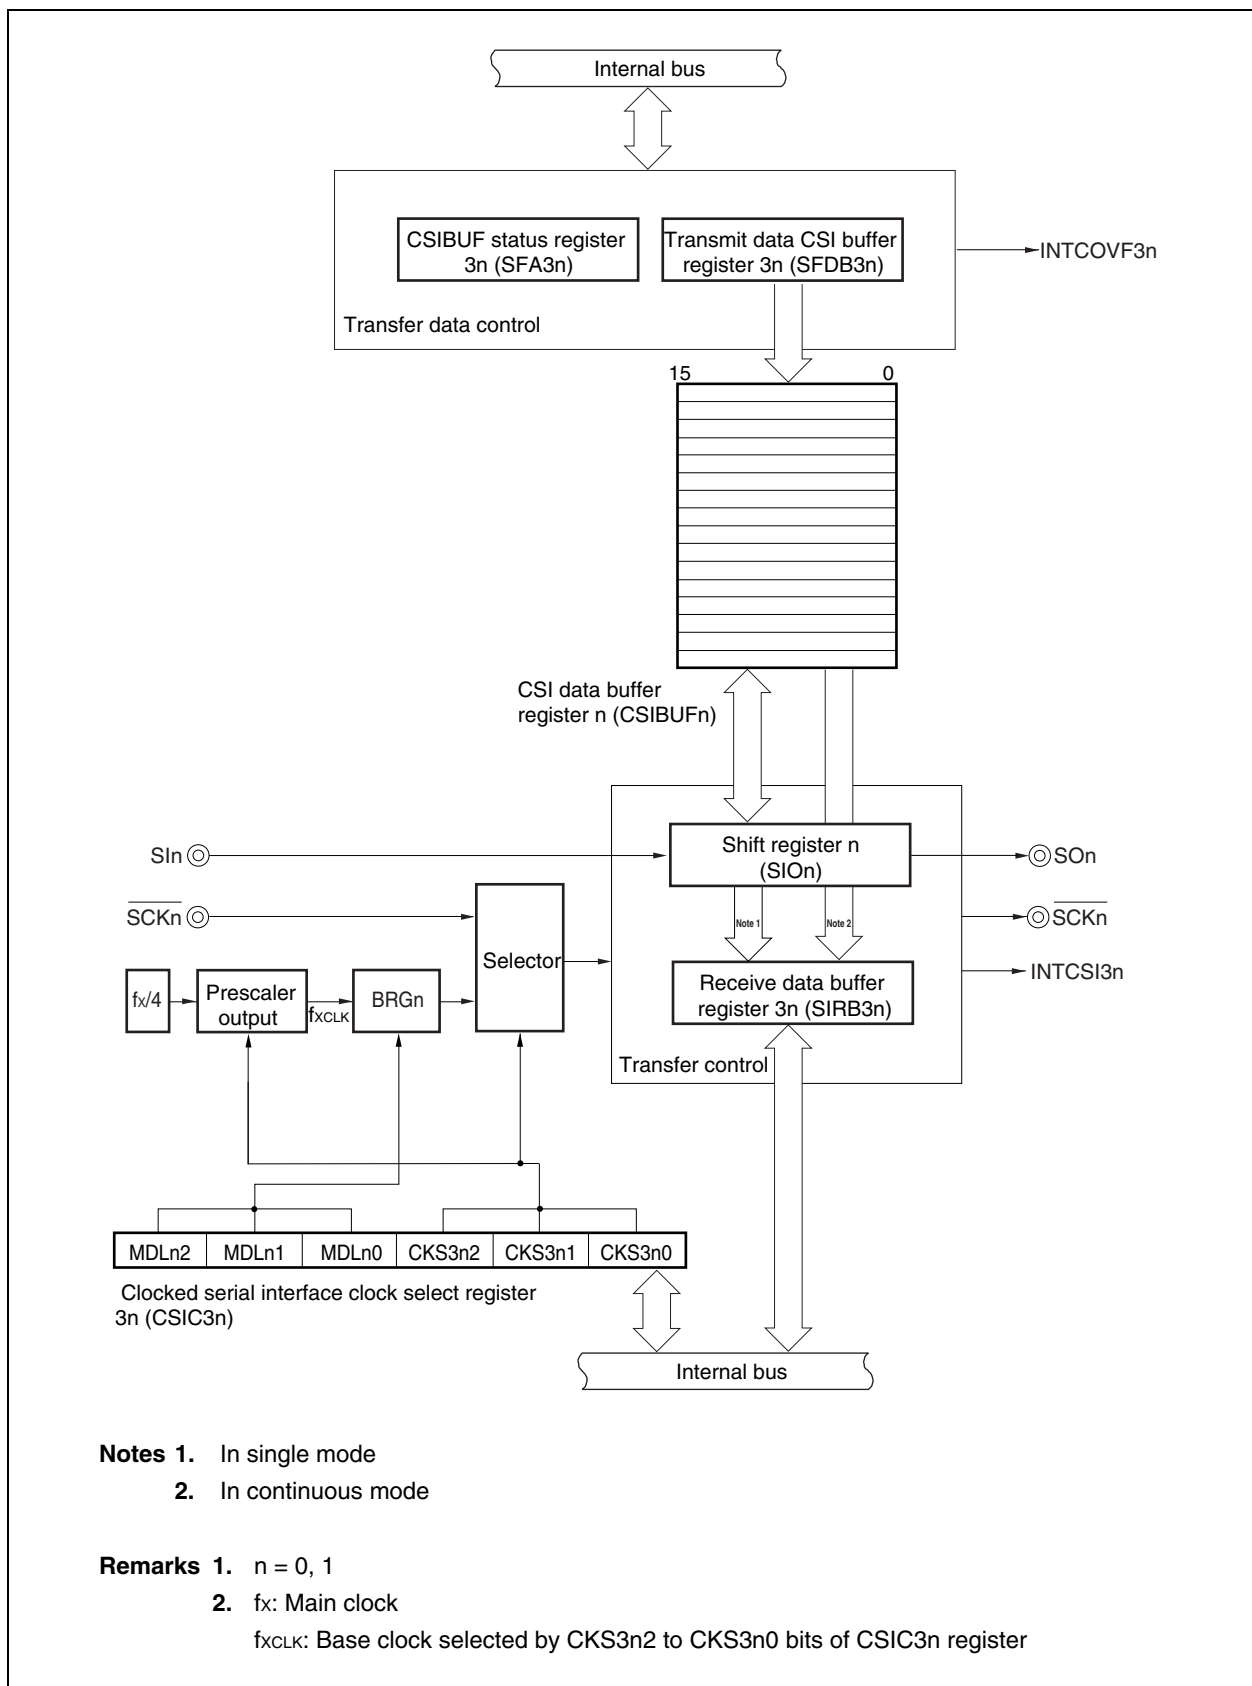 Internal bus
CSIBUF status register
3n (SFA3n)
Transmit data CSI buffer
register 3n (SFDB3n)
INTCOVF3n
Transfer data control
15
0
CSI data buffer
register n (CSIBUFn)
SIn
Shift register n
(SIOn)
SOn
SCKn
Note 1
Note 2
SCKn
Selector
INTCSI3n
fX/4
Prescaler
output
fXCLK
BRGn
Receive data buffer
register 3n (SIRB3n)
Transfer control
MDLn2
MDLn1
MDLn0
CKS3n2
CKS3n1
CKS3n0
Clocked serial interface clock select register
3n (CSIC3n)
Internal bus
Notes 1. In single mode
2. In continuous mode
Remarks 1. n = 0, 1
2. fX: Main clock
fXCLK: Base clock selected by CKS3n2 to CKS3n0 bits of CSIC3n register